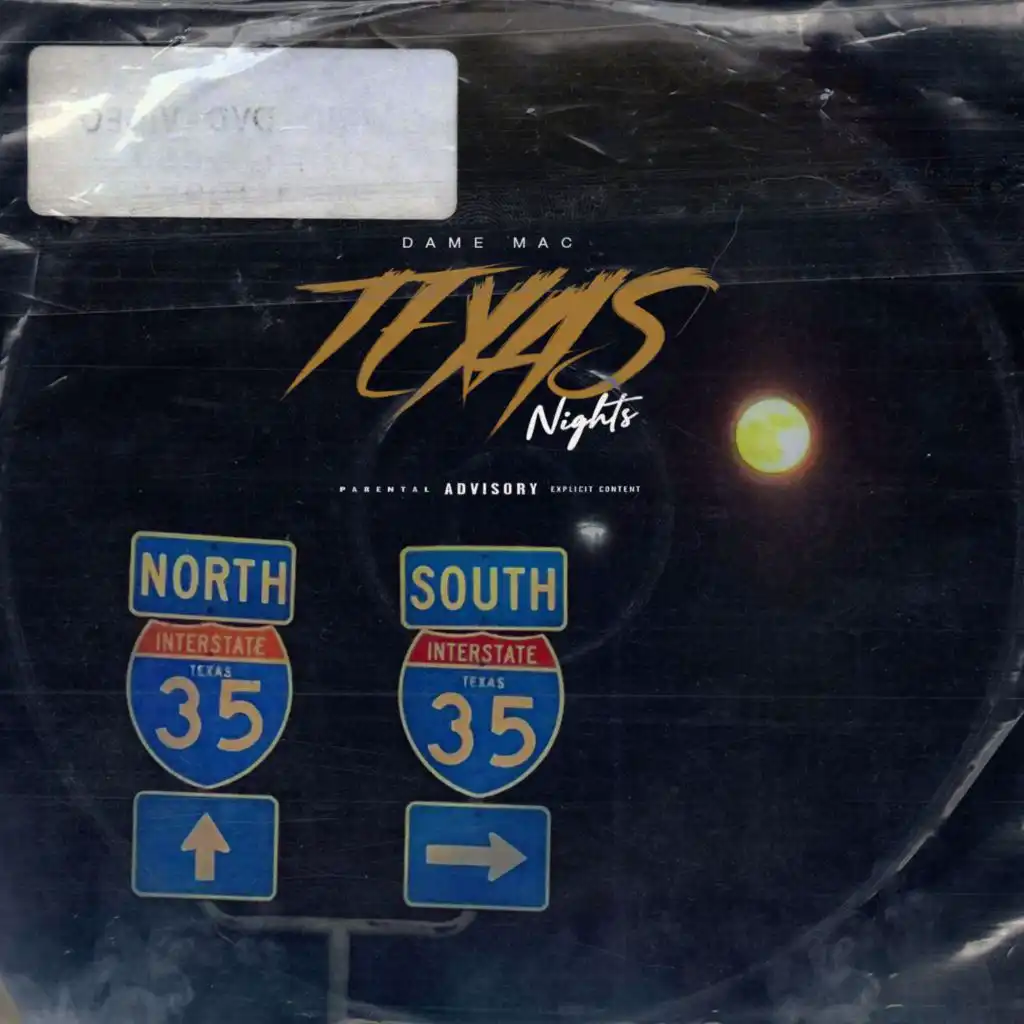 DAME MAC
TEXAS
Nights
PARENTAL ADVISORY EXPLICIT CONTENT
NORTH
INTERSTATE
TEXAS
35
SOUTH
INTERSTATE
TEXAS
35